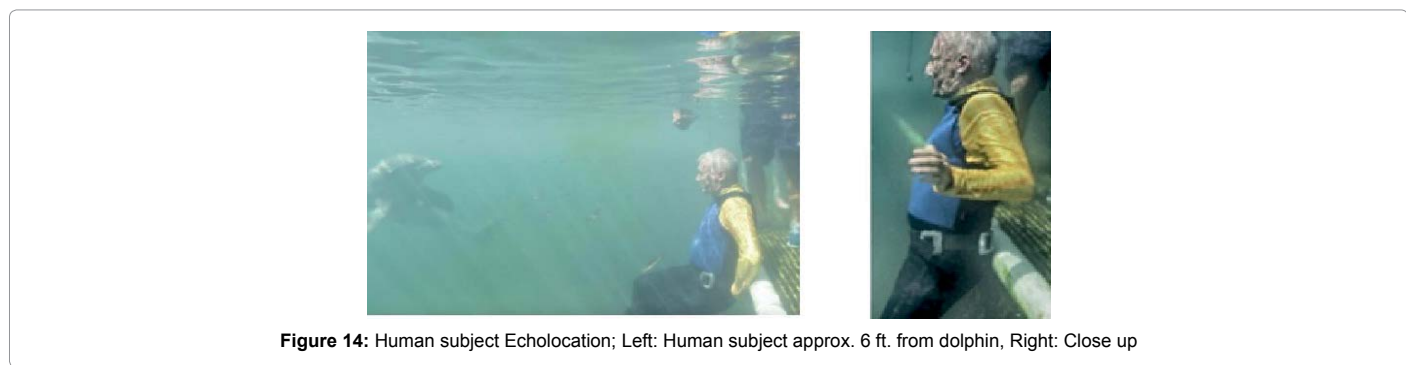 Figure 14: Human subject Echolocation; Left: Human subject approx. 6 ft. from dolphin, Right: Close up